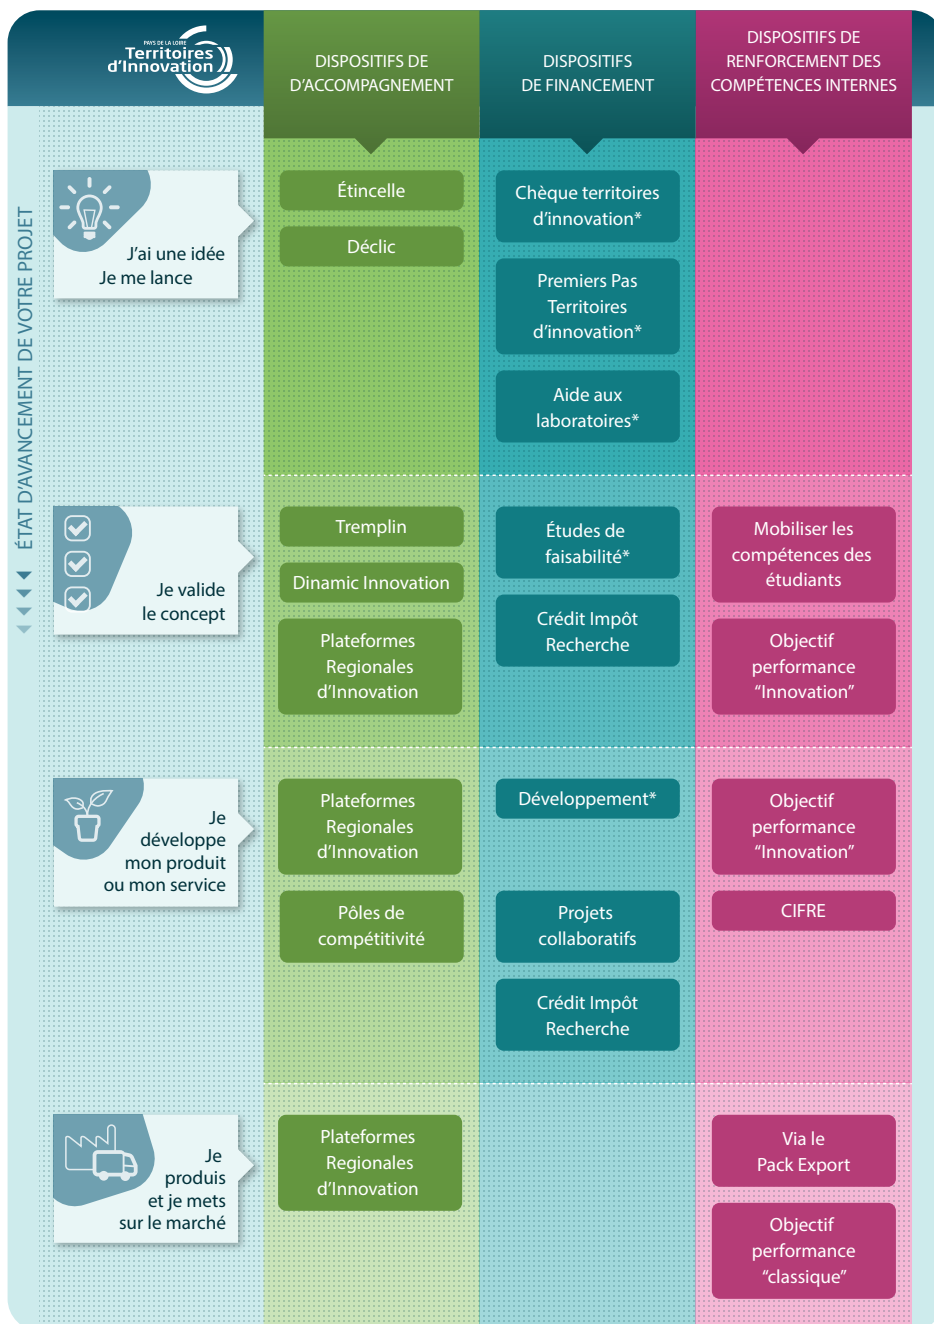 PAYS DE LA LOIRE
Territoires
d'Innovation
DISPOSITIFS DE
D'ACCOMPAGNEMENT
DISPOSITIFS
DE FINANCEMENT
DISPOSITIFS DE
RENFORCEMENT DES
COMPÉTENCES INTERNES
ÉTAT D'AVANCEMENT DE VOTRE PROJET
J'ai une idée
Je me lance
Étincelle
Déclic
Chèque territoires
d'innovation*
Premiers Pas
Territoires
d'innovation*
Aide aux
laboratoires*
Je valide
le concept
Tremplin
Dinamic Innovation
Plateformes
Regionales
d'Innovation
Études de
faisabilité*
Crédit Impôt
Recherche
Mobiliser les
compétences des
étudiants
Objectif
performance
"Innovation"
Je
développe
mon produit
ou mon service
Plateformes
Regionales
d'Innovation
Pôles de
compétitivité
Développement*
Projets
collaboratifs
Crédit Impôt
Recherche
Objectif
performance
"Innovation"
CIFRE
Je
produis
et je mets
sur le marché
Plateformes
Regionales
d'Innovation
Via le
Pack Export
Objectif
performance
"classique"